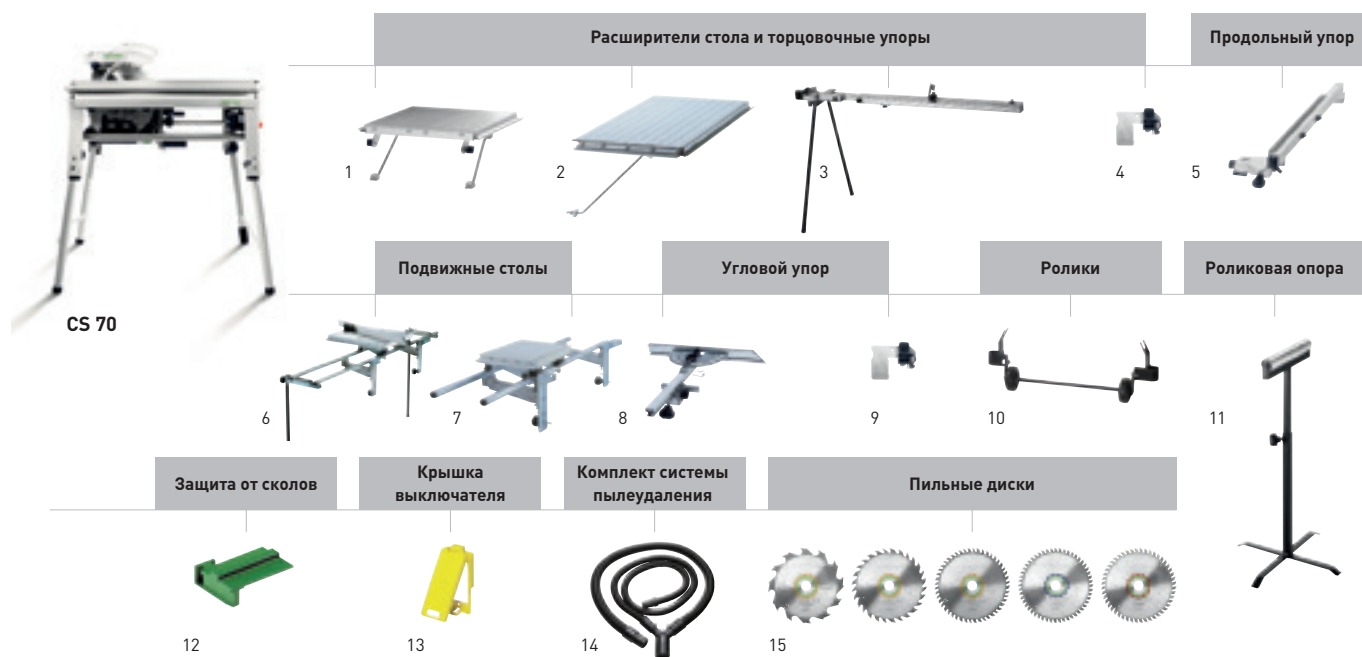 Расширители стола и торцовочные упоры
Продольный упор
1
2
3
4
5
CS 70
Подвижные столы
Угловой упор
Ролики
Роликовая опора
6
7
8
9
10
11
Защита от сколов
Крышка
выключателя
Комплект системы
пылеудаления
Пильные диски
12
13
14
15